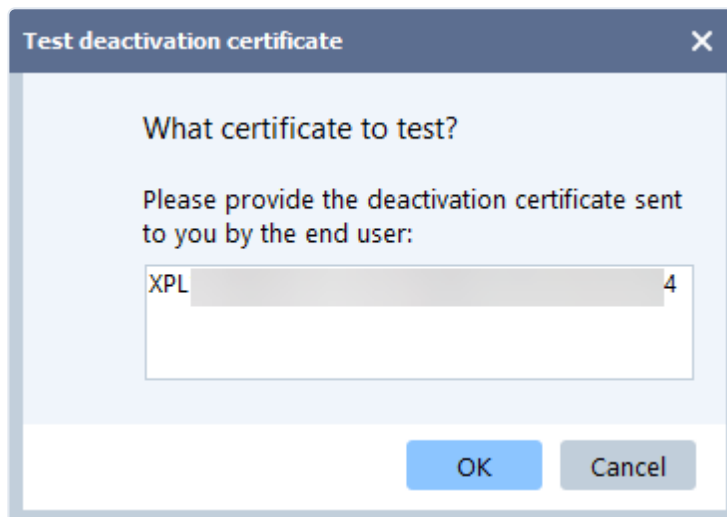 Test deactivation certificate
What certificate to test?
Please provide the deactivation certificate sent
to you by the end user:
XPL 4
OK Cancel